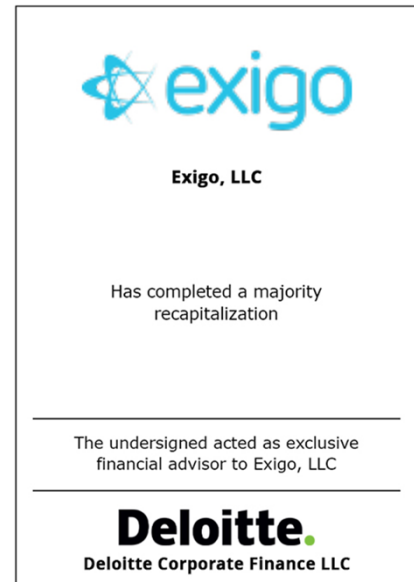 exigo
Exigo, LLC
Has completed a majority
recapitalization
The undersigned acted as exclusive
financial advisor to Exigo, LLC
Deloitte.
Deloitte Corporate Finance LLC